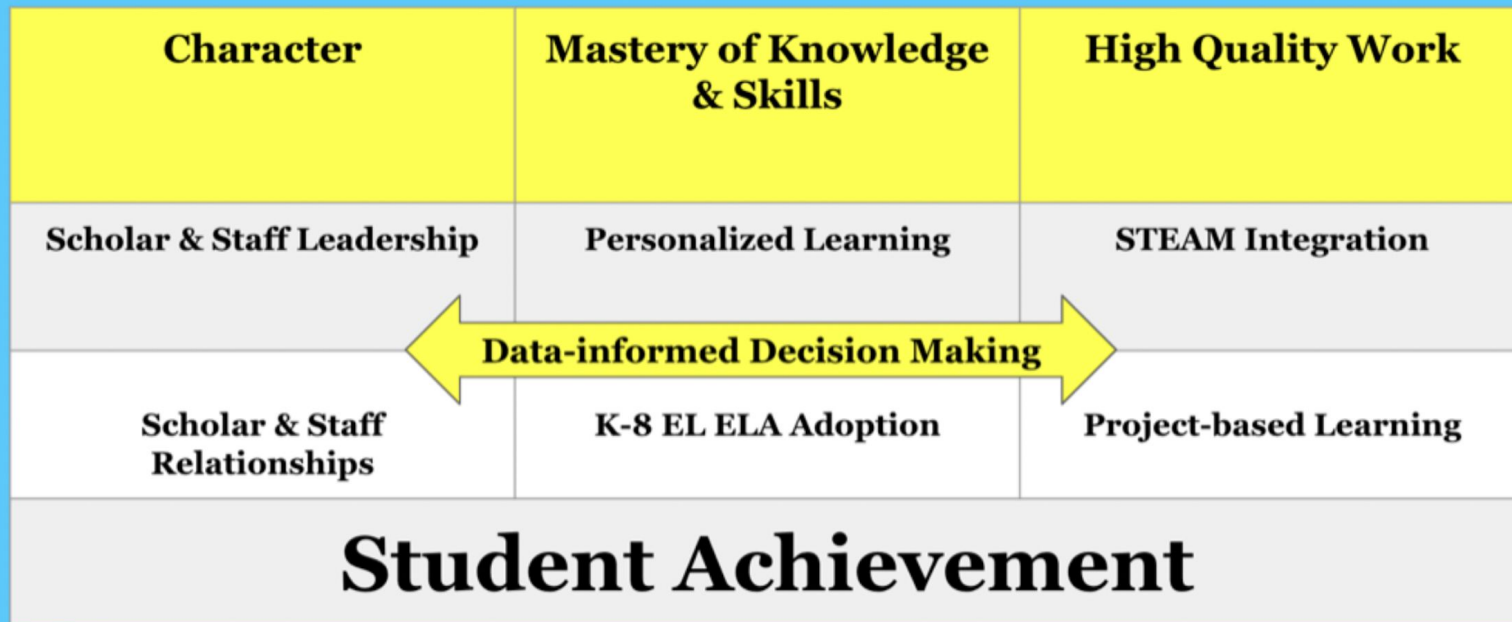 Character
Mastery of Knowledge
& Skills
High Quality Work
Scholar & Staff Leadership
Personalized Learning
STEAM Integration
Data-informed Decision Making
Scholar & Staff
Relationships
K-8 EL ELA Adoption
Project-based Learning
Student Achievement